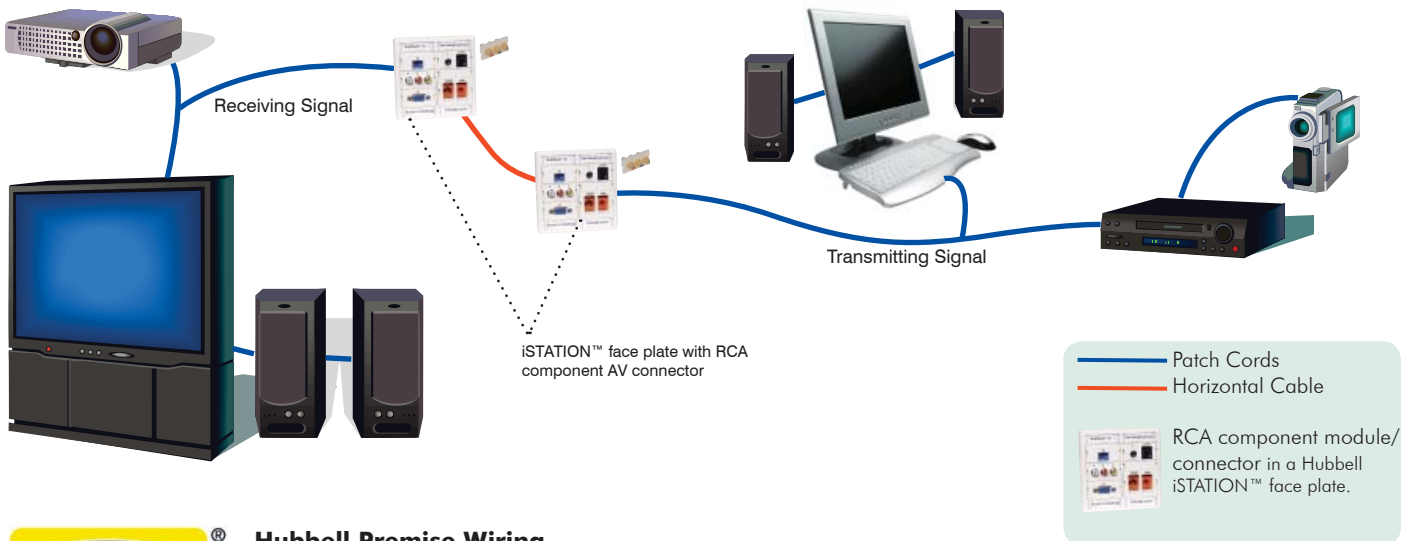 Receiving Signal
Transmitting Signal
iSTATION™ face plate with RCA
component AV connector
Patch Cords
Horizontal Cable
RCA component module/
connector in a Hubbell
iSTATION™ face plate.
®
Hubbell Premise Wiring